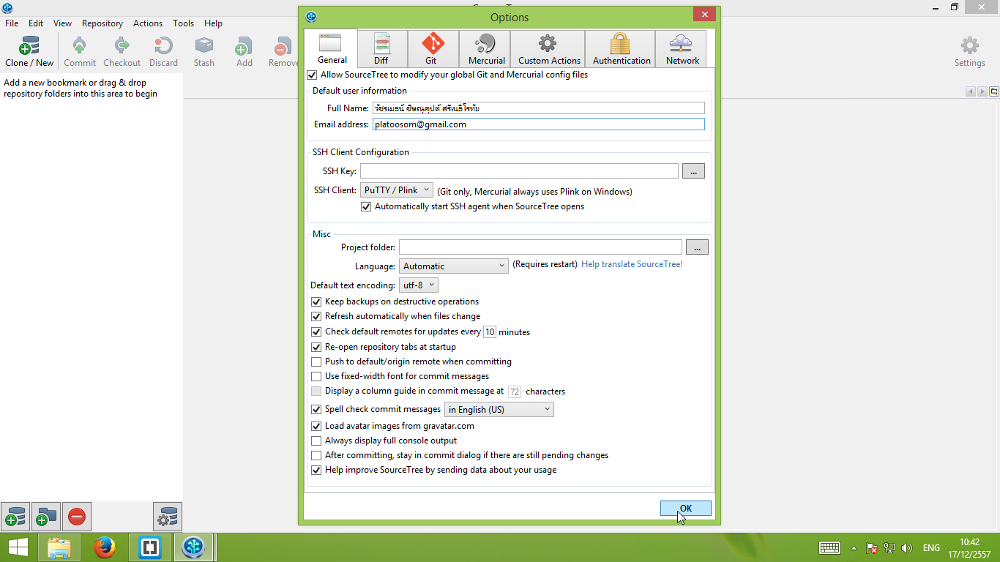 Options
File Edit View Repository Actions Tools Help
Clone / New Commit Checkout Discard Stash Add Remove Settings
Add a new bookmark or drag & drop
repository folders into this area to begin
General Diff Git Mercurial Custom Actions Authentication Network
Allow SourceTree to modify your global Git and Mercurial config files
Default user information
Full Name: วัชรเมธน์ ชิษณุคุปต์ ศรีเนธิโรทัย
Email address: platoosom@gmail.com
SSH Client Configuration
SSH Key: ...
SSH Client: PuTTY / Plink (Git only, Mercurial always uses Plink on Windows)
Automatically start SSH agent when SourceTree opens
Misc
Project folder: ...
Language: Automatic (Requires restart) Help translate SourceTree!
Default text encoding: utf-8
Keep backups on destructive operations
Refresh automatically when files change
Check default remotes for updates every 10 minutes
Re-open repository tabs at startup
Push to default/origin remote when committing
Use fixed-width font for commit messages
Display a column guide in commit message at 72 characters
Spell check commit messages in English (US)
Load avatar images from gravatar.com
Always display full console output
After committing, stay in commit dialog if there are still pending changes
Help improve SourceTree by sending data about your usage
OK
ENG
10:42
17/12/2557